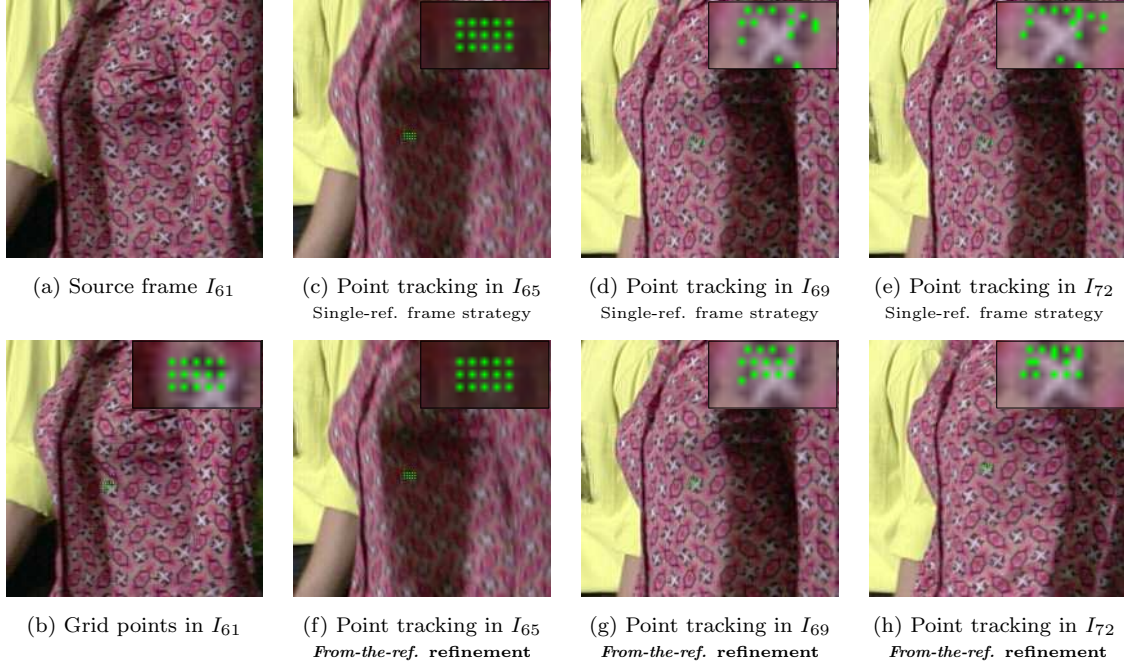 (a) Source frame I61
(c) Point tracking in I65
Single-ref. frame strategy
(d) Point tracking in I69
Single-ref. frame strategy
(e) Point tracking in I72
Single-ref. frame strategy
(b) Grid points in I61
(f) Point tracking in I65
From-the-ref. refinement
(g) Point tracking in I69
From-the-ref. refinement
(h) Point tracking in I72
From-the-ref. refinement